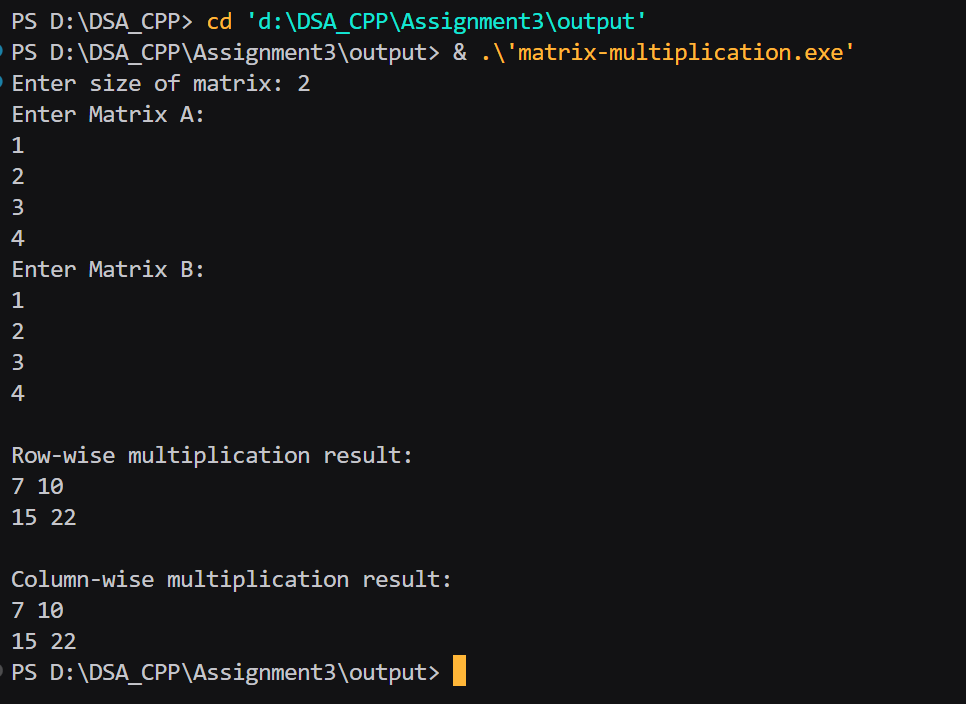 PS D:\DSA_CPP> cd 'd:\DSA_CPP\Assignment3\output'
PS D:\DSA_CPP\Assignment3\output> & .\'matrix-multiplication.exe'
Enter size of matrix: 2
Enter Matrix A:
1
2
3
4
Enter Matrix B:
1
2
3
4

Row-wise multiplication result:
7 10
15 22

Column-wise multiplication result:
7 10
15 22
PS D:\DSA_CPP\Assignment3\output>